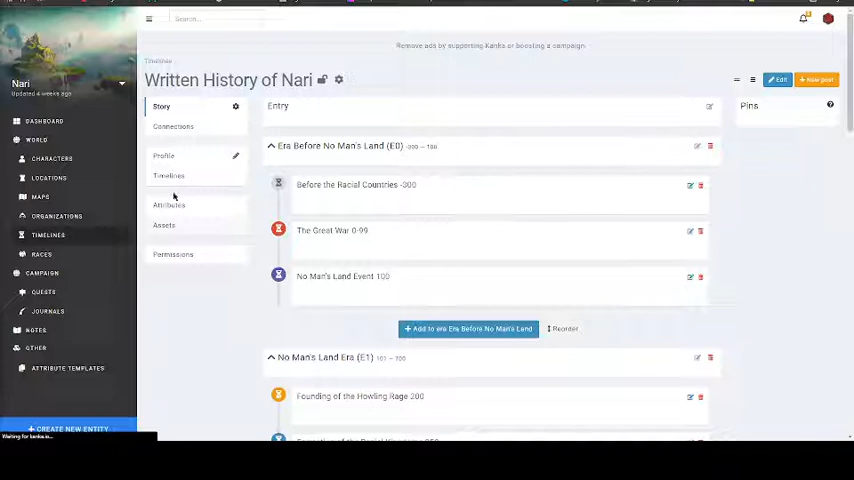 Search...
Remove ads by supporting Kanka or boosting a campaign.
Nari
Updated 4 weeks ago
DASHBOARD
WORLD
CHARACTERS
LOCATIONS
MAPS
ORGANIZATIONS
TIMELINES
RACES
CAMPAIGN
QUESTS
JOURNALS
NOTES
OTHER
ATTRIBUTE TEMPLATES
+ CREATE NEW ENTITY
Waiting for kanka.io...
Timelines
Written History of Nari
Edit
+ New post
Story
Connections
Profile
Timelines
Attributes
Assets
Permissions
Entry
Era Before No Man's Land (E0)
Before the Racial Countries -300
The Great War 0-99
No Man's Land Event 100
+ Add to era Era Before No Man's Land
Reorder
No Man's Land Era (E1)
Founding of the Howling Rage 200
Pins